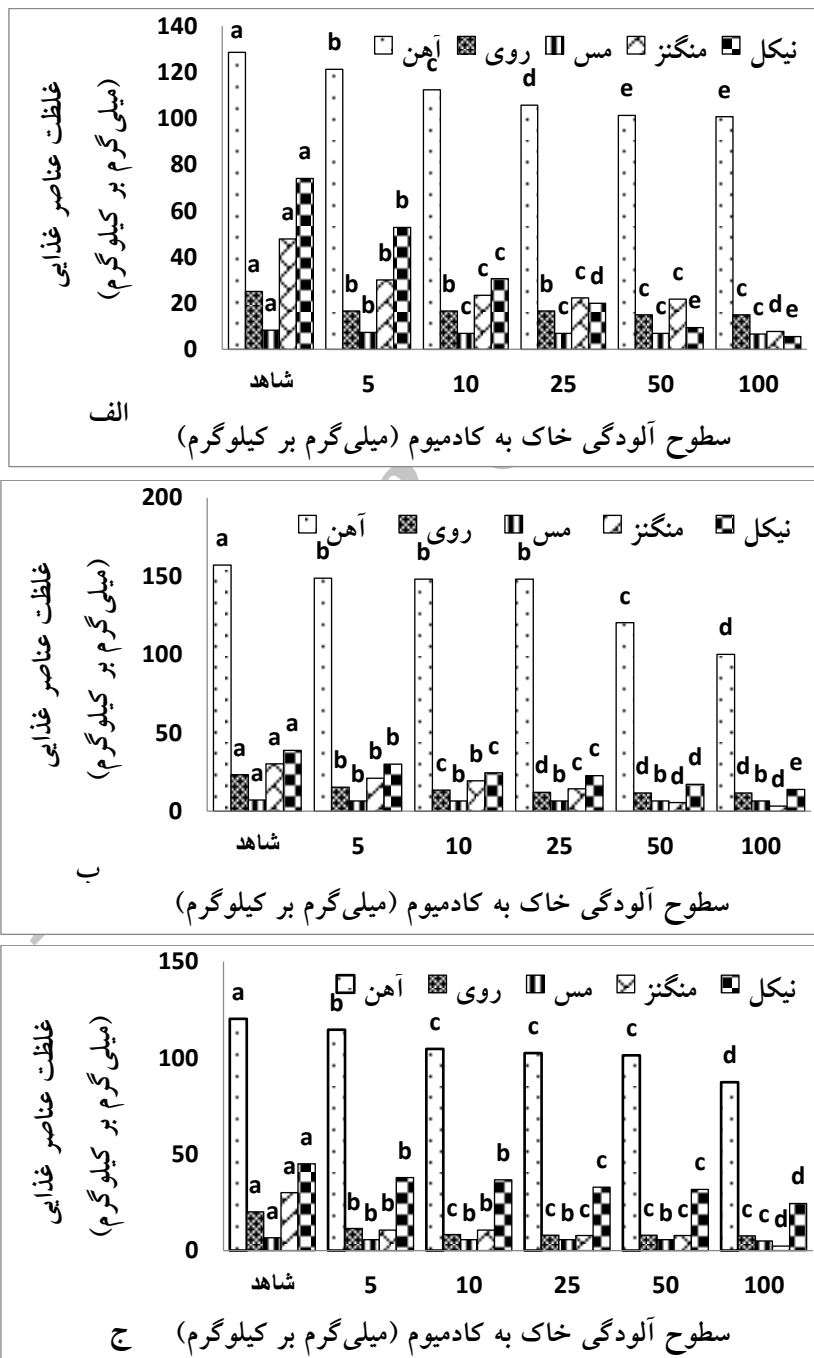 آهن روی مس منگنز نیکل
غلظت عناصر غذایی
(میلی‌گرم بر کیلوگرم)
140
120
100
80
60
40
20
0
a a a a a
b b b b b
c b c c c
d b c c d
e c c c e
e c c d e
شاهد 5 10 25 50 100
سطوح آلودگی خاک به کادمیوم (میلی‌گرم بر کیلوگرم)
الف
آهن روی مس منگنز نیکل
غلظت عناصر غذایی
(میلی‌گرم بر کیلوگرم)
200
150
100
50
0
a a a a a
b b b b b
b c b b c
b d b c c
c d b d d
d d b d e
شاهد 5 10 25 50 100
سطوح آلودگی خاک به کادمیوم (میلی‌گرم بر کیلوگرم)
ب
آهن روی مس منگنز نیکل
غلظت عناصر غذایی
(میلی گرم بر کیلوگرم)
150
100
50
0
a a a a a
b b b b b
c c b b b
c c b c c
c c b c c
d c c d d
شاهد 5 10 25 50 100
سطوح آلودگی خاک به کادمیوم (میلی‌گرم بر کیلوگرم)
ج